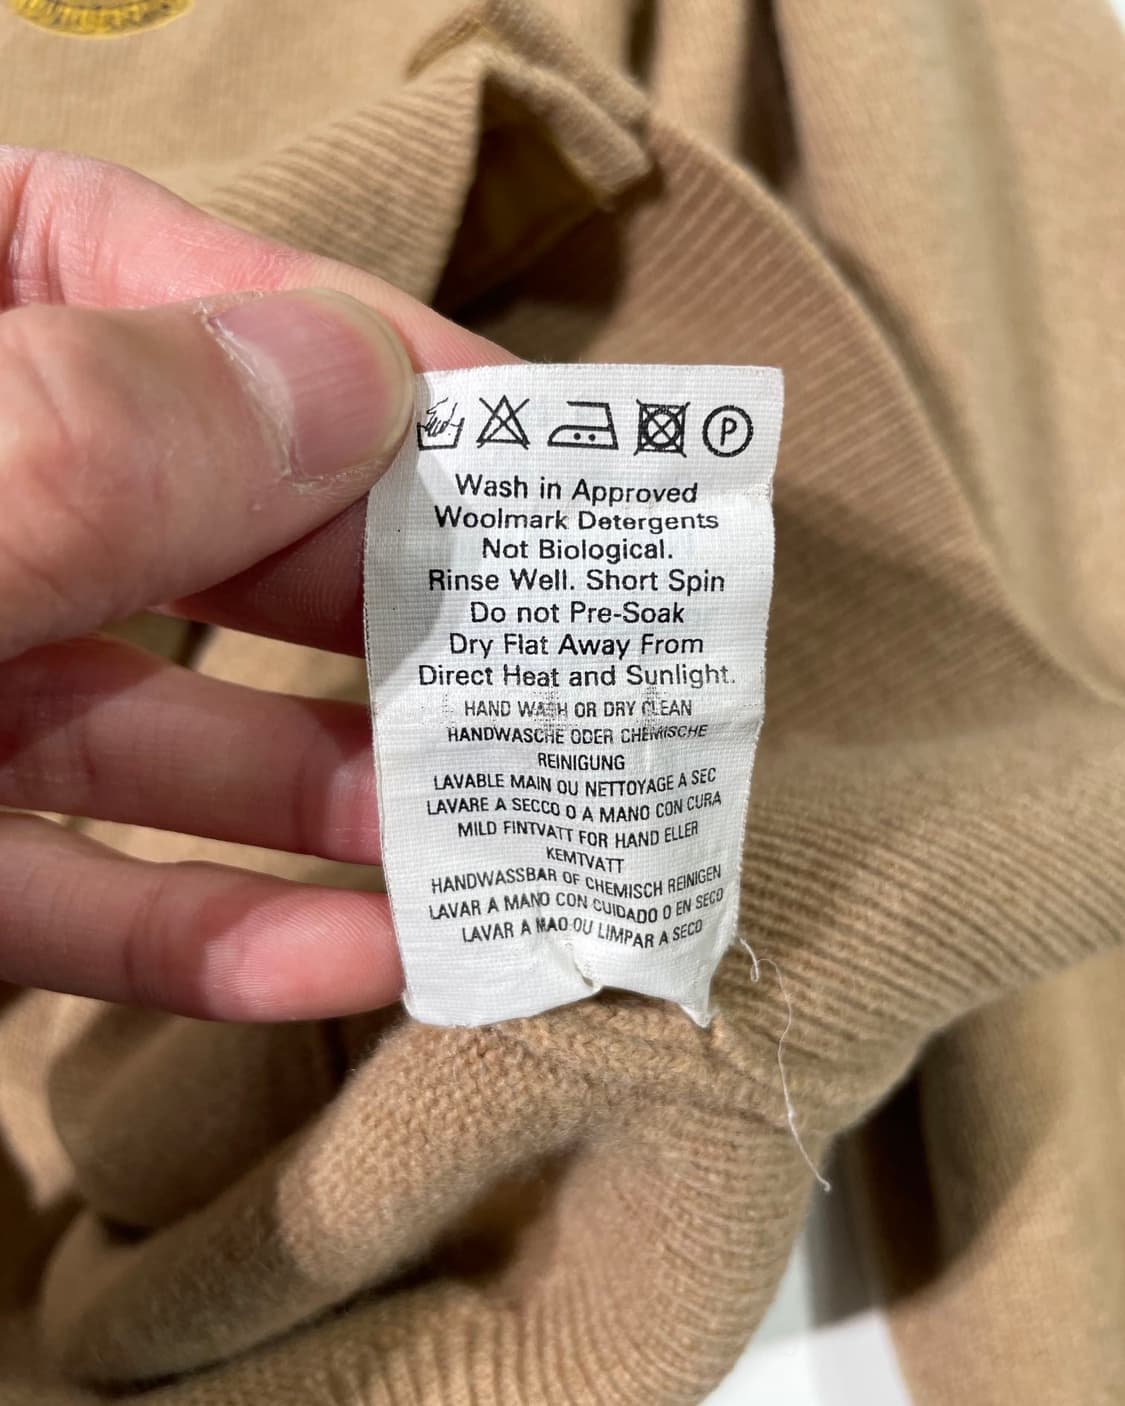 P
Wash in Approved
Woolmark Detergents
Not Biological.
Rinse Well. Short Spin
Do not Pre-Soak
Dry Flat Away From
Direct Heat and Sunlight.
HAND WASH OR DRY CLEAN
HANDWASCHE ODER CHEMISCHE
REINIGUNG
LAVABLE MAIN OU NETTOYAGE A SEC
LAVARE A SECCO O A MANO CON CURA
MILD FINTVATT FOR HAND ELLER
KEMTVATT
HANDWASSBAR OF CHEMISCH REINIGEN
LAVAR A MANO CON CUIDADO O EN SECO
LAVAR A MAO OU LIMPAR A SECO